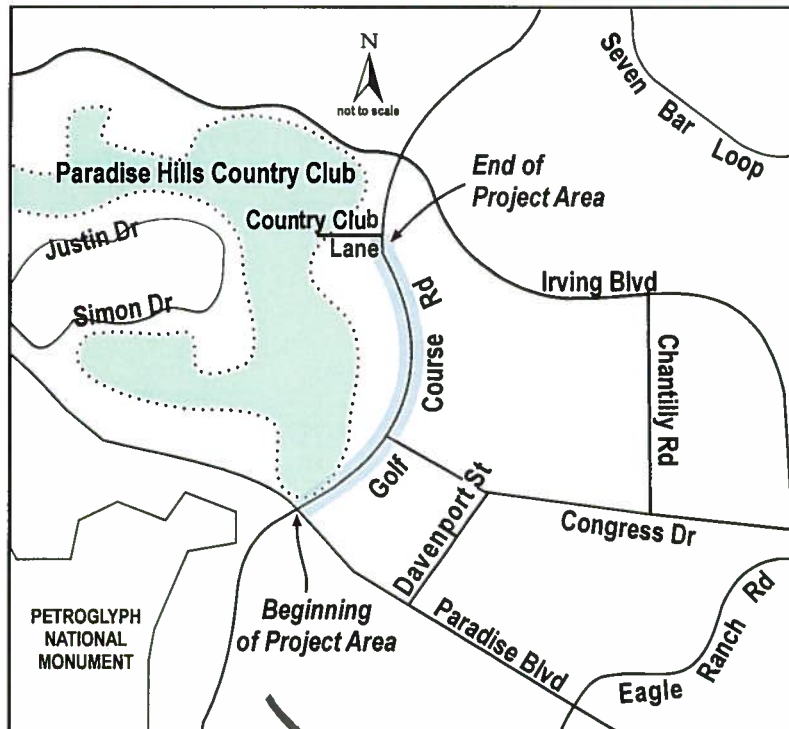 N
not to scale
Seven Bar Loop
Paradise Hills Country Club
End of
Project Area
Country Club
Lane
Justin Dr
Simon Dr
Irving Blvd
Golf Course Rd
Chantilly Rd
Davenport St
Congress Dr
Beginning
of Project Area
Paradise Blvd
PETROGLYPH
NATIONAL
MONUMENT
Eagle Ranch Rd